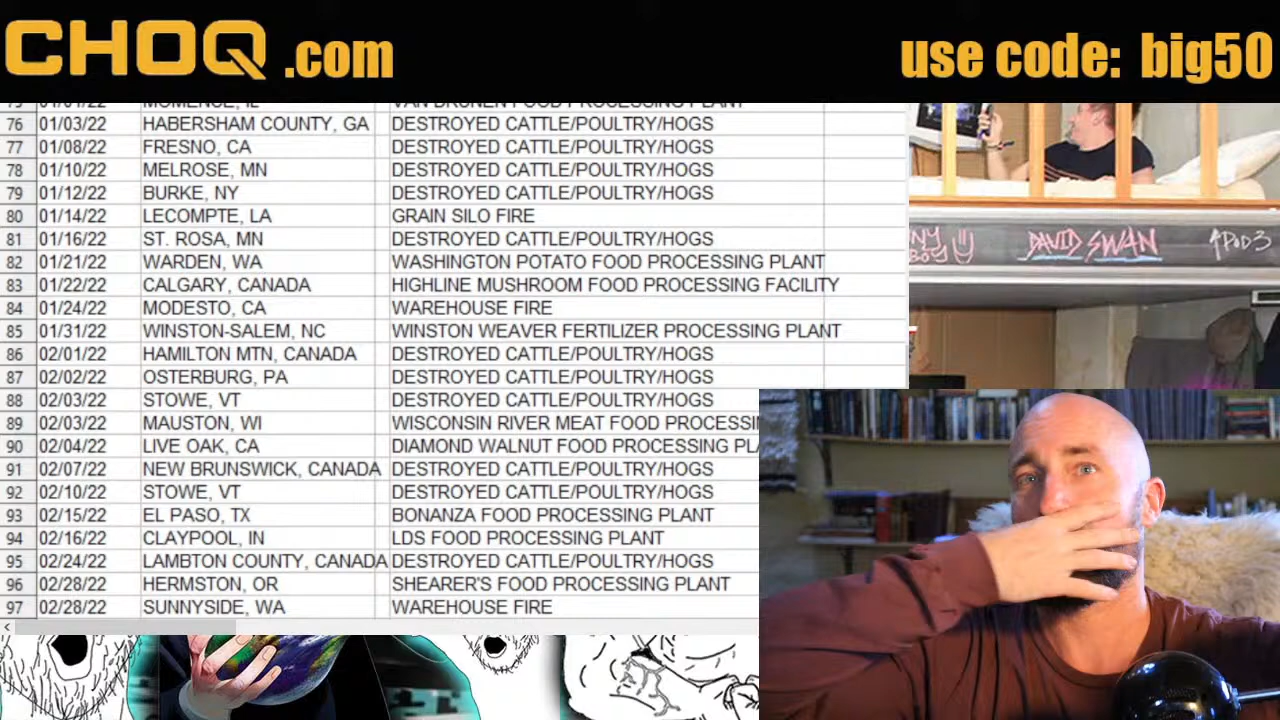 CHOQ .com
use code: big50
76 01/03/22 HABERSHAM COUNTY, GA DESTROYED CATTLE/POULTRY/HOGS
77 01/08/22 FRESNO, CA DESTROYED CATTLE/POULTRY/HOGS
78 01/10/22 MELROSE, MN DESTROYED CATTLE/POULTRY/HOGS
79 01/12/22 BURKE, NY DESTROYED CATTLE/POULTRY/HOGS
80 01/14/22 LECOMPTE, LA GRAIN SILO FIRE
81 01/16/22 ST. ROSA, MN DESTROYED CATTLE/POULTRY/HOGS
82 01/21/22 WARDEN, WA WASHINGTON POTATO FOOD PROCESSING PLANT
83 01/22/22 CALGARY, CANADA HIGHLINE MUSHROOM FOOD PROCESSING FACILITY
84 01/24/22 MODESTO, CA WAREHOUSE FIRE
85 01/31/22 WINSTON-SALEM, NC WINSTON WEAVER FERTILIZER PROCESSING PLANT
86 02/01/22 HAMILTON MTN, CANADA DESTROYED CATTLE/POULTRY/HOGS
87 02/02/22 OSTERBURG, PA DESTROYED CATTLE/POULTRY/HOGS
88 02/03/22 STOWE, VT DESTROYED CATTLE/POULTRY/HOGS
89 02/03/22 MAUSTON, WI WISCONSIN RIVER MEAT FOOD PROCESSIN
90 02/04/22 LIVE OAK, CA DIAMOND WALNUT FOOD PROCESSING PL
91 02/07/22 NEW BRUNSWICK, CANADA DESTROYED CATTLE/POULTRY/HOGS
92 02/10/22 STOWE, VT DESTROYED CATTLE/POULTRY/HOGS
93 02/15/22 EL PASO, TX BONANZA FOOD PROCESSING PLANT
94 02/16/22 CLAYPOOL, IN LDS FOOD PROCESSING PLANT
95 02/24/22 LAMBTON COUNTY, CANADA DESTROYED CATTLE/POULTRY/HOGS
96 02/28/22 HERMSTON, OR SHEARER'S FOOD PROCESSING PLANT
97 02/28/22 SUNNYSIDE, WA WAREHOUSE FIRE
DAVID SWAN